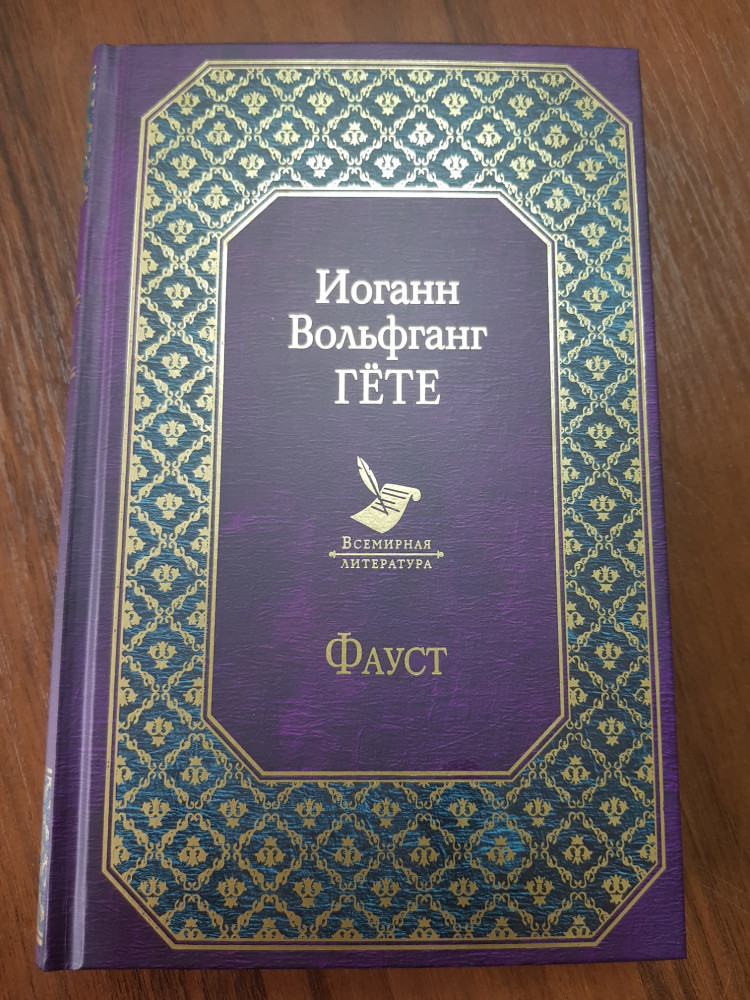 Иоганн
Вольфганг
ГЁТЕ
Всемирная
литература
Фауст